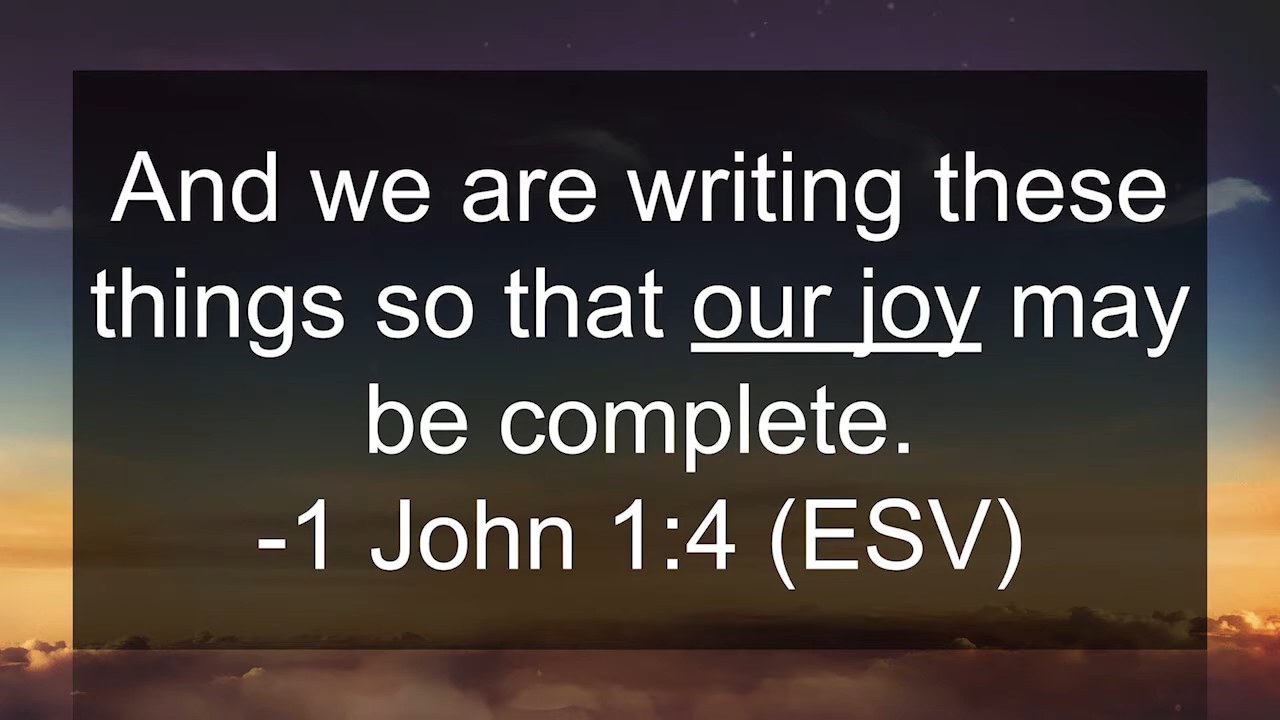 And we are writing these
things so that our joy may
be complete.
-1 John 1:4 (ESV)